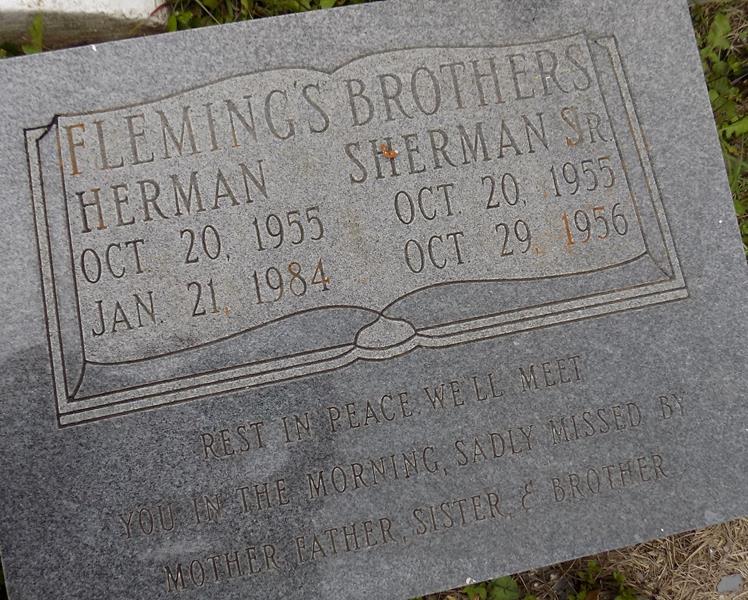 FLEMING'S BROTHERS
HERMAN SHERMAN SR.
OCT. 20, 1955 OCT. 20, 1955
JAN. 21, 1984 OCT 29, 1956
REST IN PEACE. WE'LL MEET
YOU IN THE MORNING, SADLY MISSED BY
MOTHER, FATHER, SISTER, & BROTHER